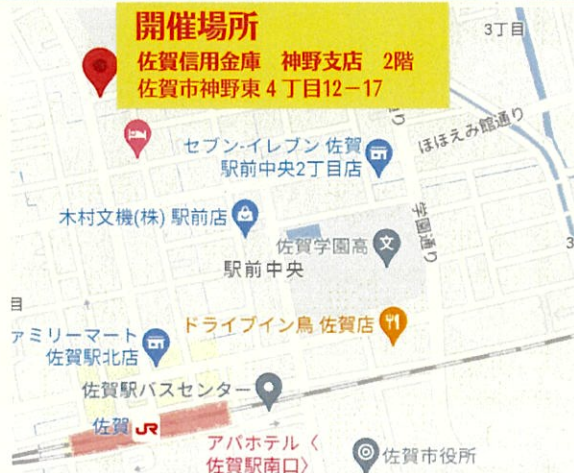 開催場所
佐賀信用金庫 神野支店 2階
佐賀市神野東4丁目12-17
3丁目
ほほえみ館通り
セブン-イレブン 佐賀
駅前中央2丁目店
木村文機(株) 駅前店
学園通り
佐賀学園高
文
駅前中央
3
目
ドライブイン鳥 佐賀店
ァミリーマート
佐賀駅北店
佐賀駅バスセンター
佐賀 JR
アパホテル〈
佐賀駅南口〉
佐賀市役所